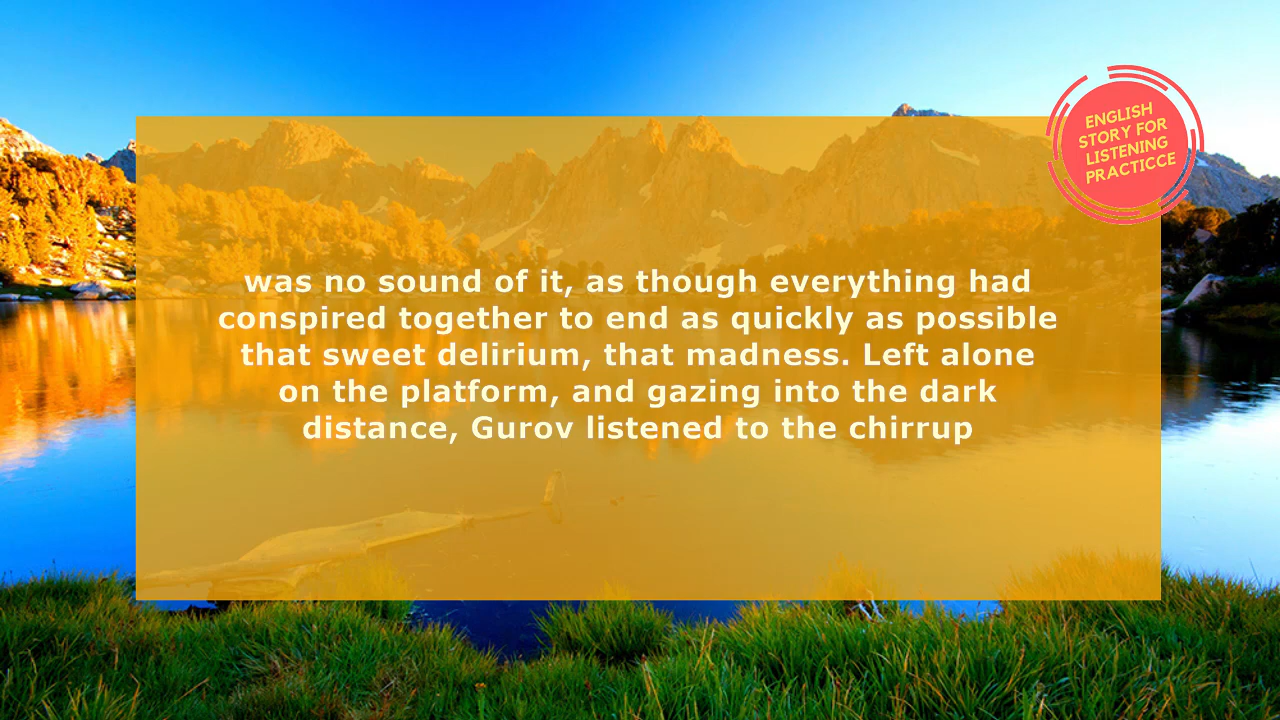 ENGLISH
STORY FOR
LISTENING
PRACTICCE
was no sound of it, as though everything had
conspired together to end as quickly as possible
that sweet delirium, that madness. Left alone
on the platform, and gazing into the dark
distance, Gurov listened to the chirrup